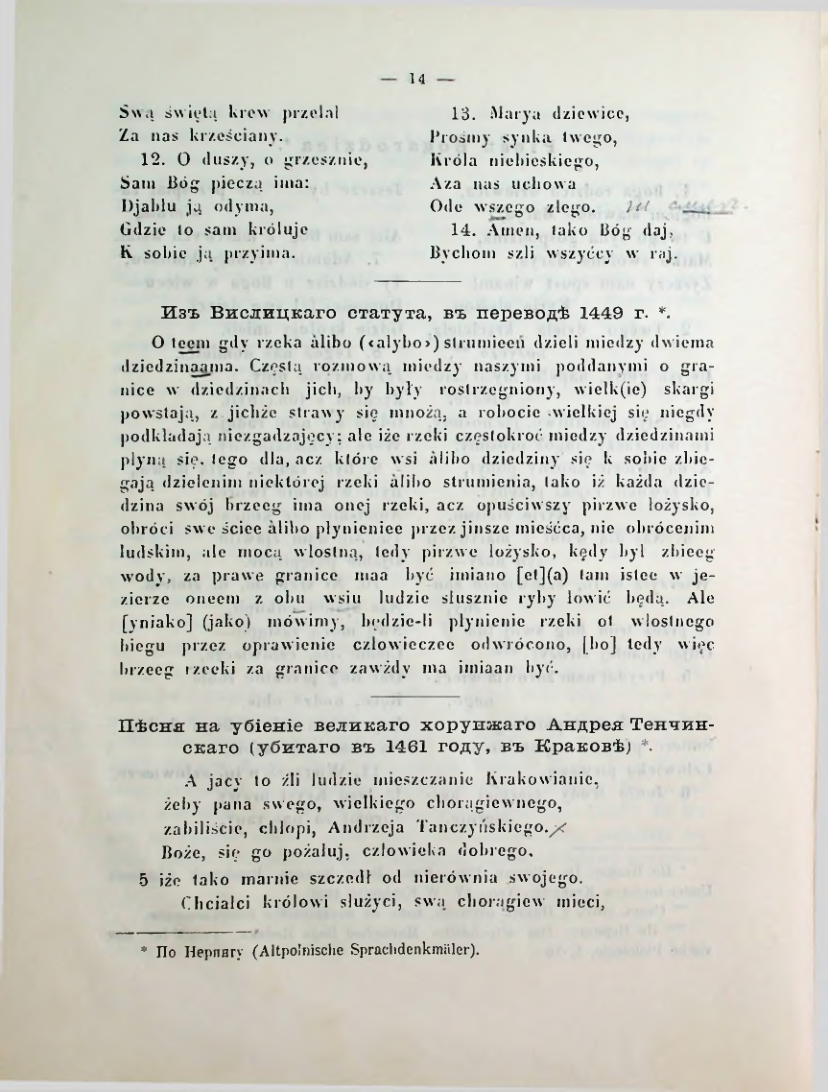 — 14 —
Swą świętą krew przelał
Za nas krześciany.
12. O duszy, o grzesznie,
Sam Bóg pieczą ima:
Djabłu ją odyma,
Gdzie to sam króluje
K sobie ją przyima.
13. Marya dziewice,
Prośmy synka twego,
Króla niebieskiego,
Aza nas uchowa
Ode wszego złego.
14. Amen, tako Bóg daj,
Bychom szli wszyćcy w raj.
Изъ Вислицкаго статута, въ переводѣ 1449 г. *.
O teem gdy rzeka àlibo (‹alybo›) strumieeń dzieli miedzy dwiema
dziedzinaama. Częstą rozmową miedzy naszymi poddanymi o gra-
nice w dziedzinach jich, by były rostrzegniony, wielk(ie) skargi
powstają, z jichże strawy się mnożą, a robocie wielkiej się niegdy
podkładają niezgadzajęcy; ale iże rzeki częstokroć miedzy dziedzinami
płyną się, tego dla, acz które wsi àlibo dziedziny się k sobie zbie-
gają dzielenim niektórej rzeki àlibo strumienia, tako iż każda dzie-
dzina swój brzeeg ima onej rzeki, acz opuściwszy pirzwe łożysko,
obróci swe ściee àlibo płynieniee przez jinsze mieśćca, nie obrócenim
ludskim, ale mocą włostną, tedy pirzwe łożysko, kędy był zbieeg
wody, za prawe granice maa być imiano [et](a) tam istee w je-
zierze oneem z obu wsiu ludzie słusznie ryby łowić będą. Ale
[yniako] (jako) mówimy, będzie-li płynienie rzeki ot włostnego
biegu przez oprawienie człowieczee odwrócono, [bo] tedy więc
brzeeg rzeeki za granice zawżdy ma imiaan być.
Пѣсня на убіеніе великаго хорунжаго Андрея Тенчин-
скаго (убитаго въ 1461 году, въ Краковѣ) *.
A jacy to źli ludzie mieszczanie Krakowianie,
żeby pana swego, wielkiego chorągiewnego,
zabiliście, chłopi, Andrzeja Tanczyńskiego.
Boże, się go pożałuj, człowieka dobrego,
5 iże tako marnie szczedł od nierównia swojego.
Chciałci królowi służyci, swą chorągiew mieci,
* По Нерингу (Altpolnische Sprachdenkmäler).